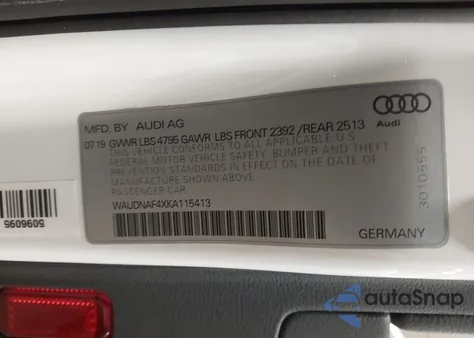 MFD. BY AUDI AG
07.19 GVWR LBS 4795 GAWR LBS FRONT 2392 /REAR 2513
THIS VEHICLE CONFORMS TO ALL APPLICABLE U.S.
FEDERAL MOTOR VEHICLE SAFETY, BUMPER AND THEFT
PREVENTION STANDARDS IN EFFECT ON THE DATE OF
MANUFACTURE SHOWN ABOVE.
PASSENGER CAR
WAUDNAF4XKA115413
Audi
3010555
GERMANY
5096095
autoSnap